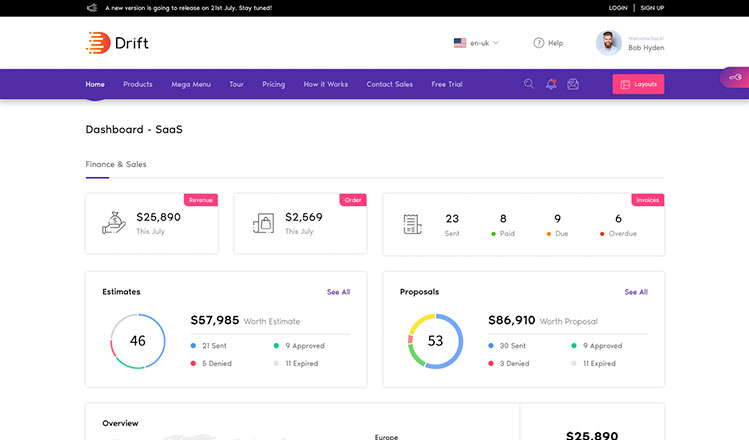 A new version is going to release on 21st July. Stay tuned!
LOGIN | SIGN UP
Drift
en-uk
Help
Welcome back!
Bob Hyden
Home Products Mega Menu Tour Pricing How it Works Contact Sales Free Trial
Layouts
Dashboard - SaaS
Finance & Sales
Revenue
$25,890
This July
Order
$2,569
This July
Invoices
23 8 9 6
Sent Paid Due Overdue
Estimates See All
46
$57,985 Worth Estimate
21 Sent 9 Approved
5 Denied 11 Expired
Proposals See All
53
$86,910 Worth Proposal
30 Sent 9 Approved
3 Denied 11 Expired
Overview
Europe
$25,890